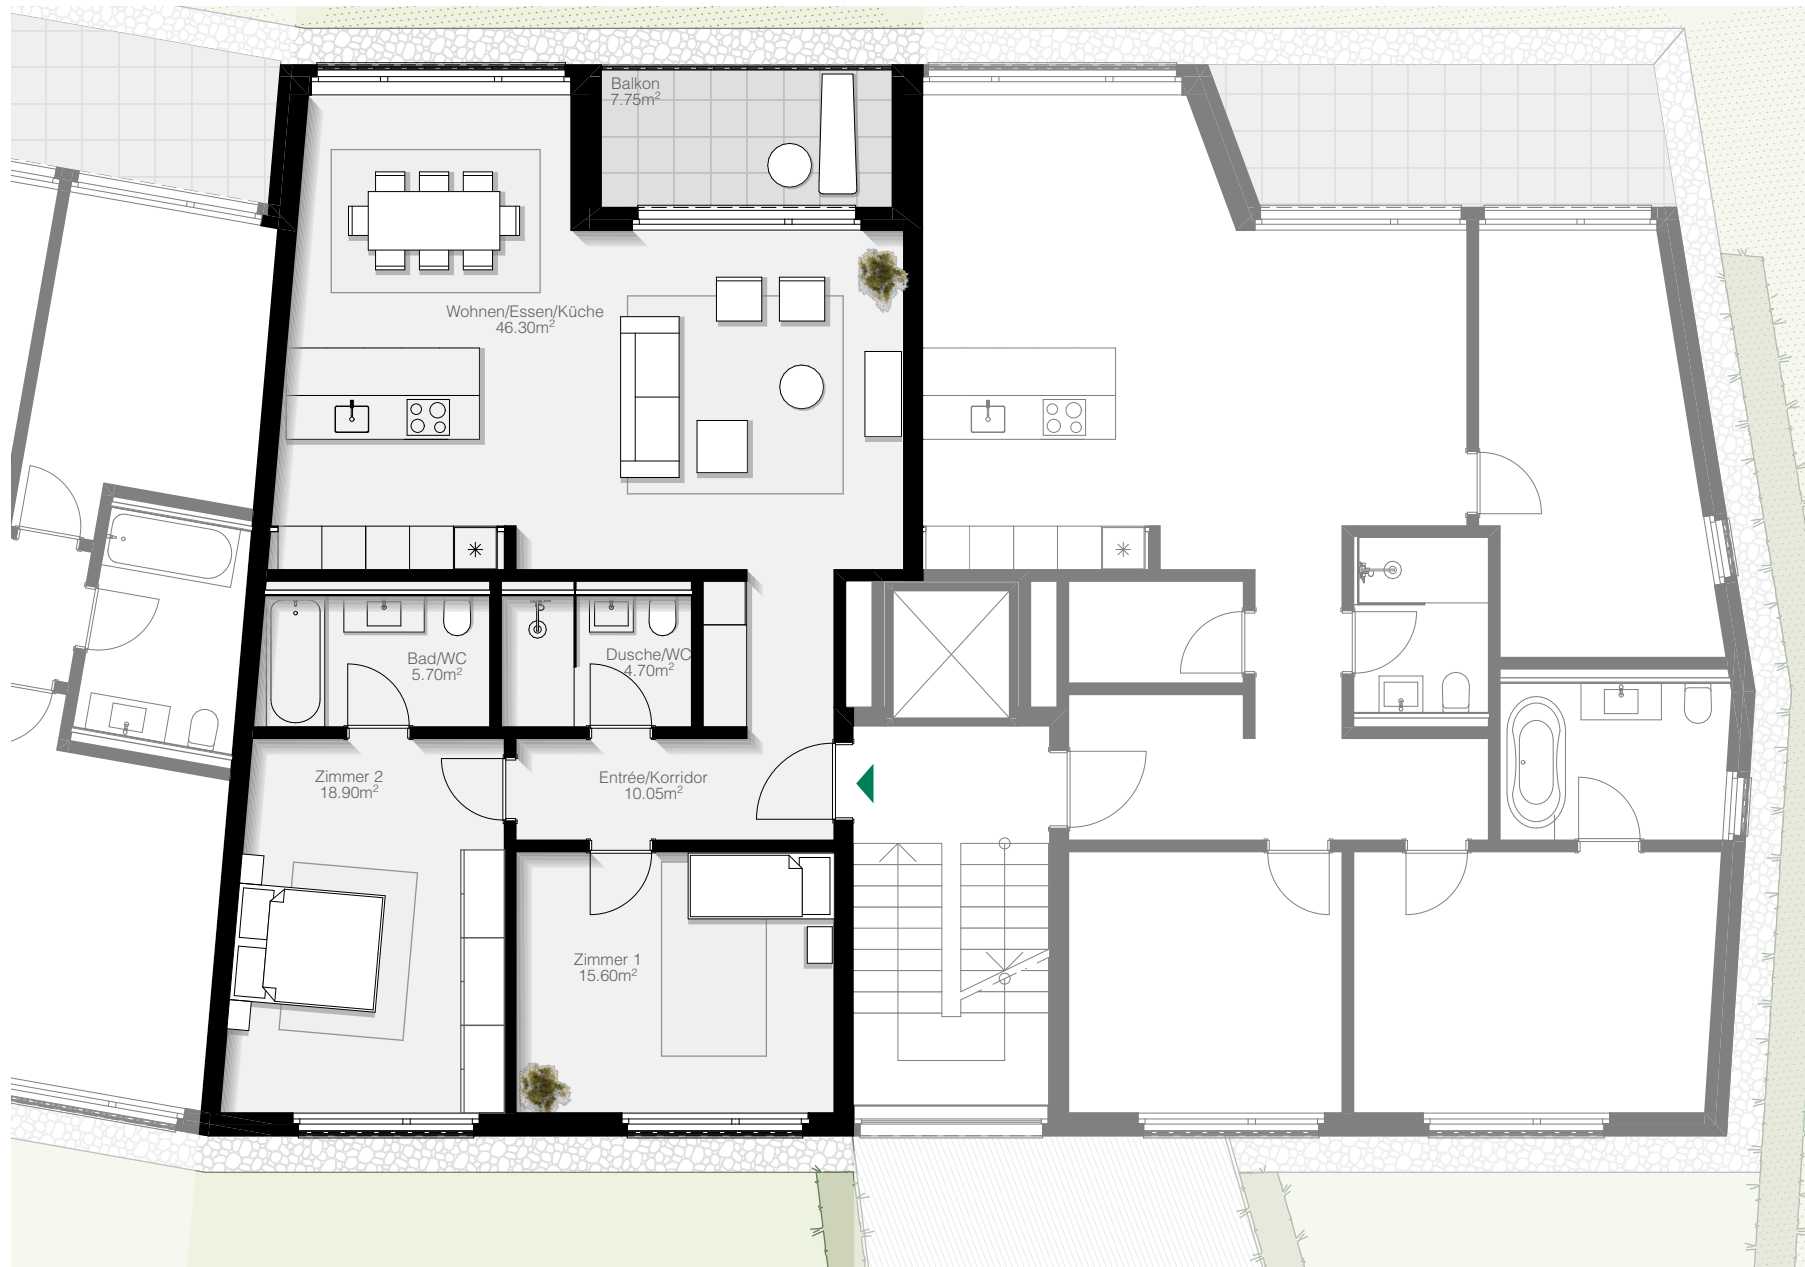 Balkon
7.75m²
Wohnen/Essen/Küche
46.30m²
Bad/WC
5.70m²
Dusche/WC
4.70m²
Zimmer 2
18.90m²
Entrée/Korridor
10.05m²
Zimmer 1
15.60m²